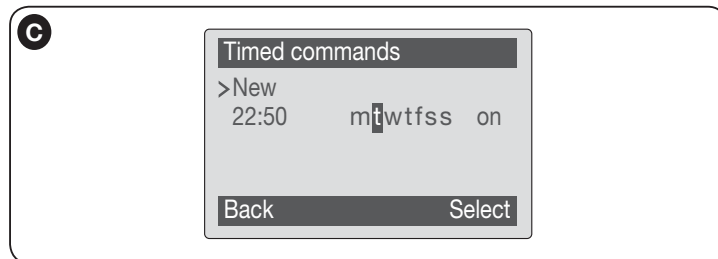 C
Timed commands
>New
22:50 mtwtfss on
Back Select